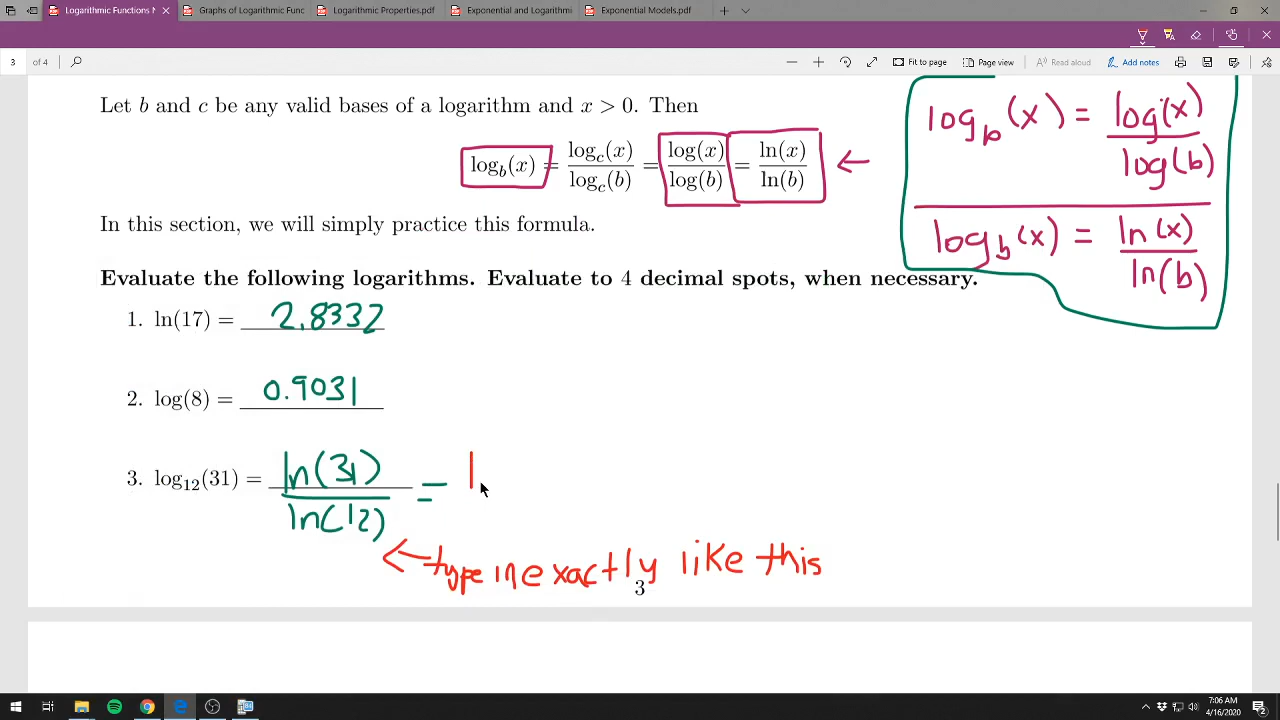 Logarithmic Functions N
Graphs of Logarithmic Func
Logarithmic Properties.pdf
Exponential and Logarithmi
Exponential Models.pdf
3 of 4
Fit to page
Page view
Read aloud
Add notes
Let b and c be any valid bases of a logarithm and x > 0. Then
log_b(x) = log_c(x)/log_c(b) = log(x)/log(b) = ln(x)/ln(b) ←
log_b(x) = log(x)/log(b)
log_b(x) = ln(x)/ln(b)
In this section, we will simply practice this formula.
Evaluate the following logarithms. Evaluate to 4 decimal spots, when necessary.
1. ln(17) = 2.8332
2. log(8) = 0.9031
3. log₁₂(31) = ln(31)/ln(12) = 1
← type in exactly like this
3
7:06 AM
4/16/2020